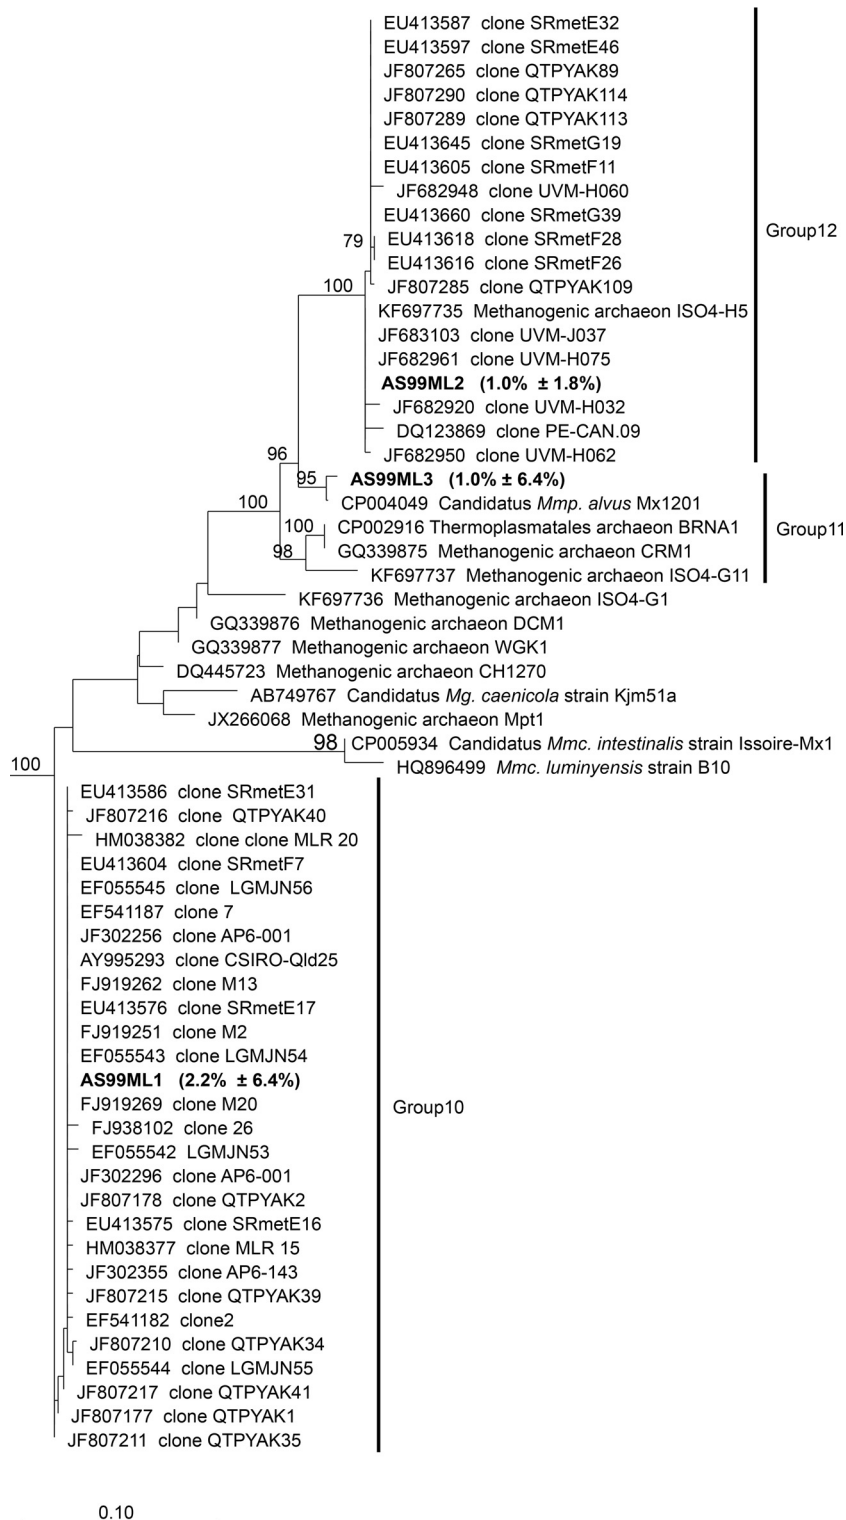 EU413587 clone SRmetE32
EU413597 clone SRmetE46
JF807265 clone QTPYAK89
JF807290 clone QTPYAK114
JF807289 clone QTPYAK113
EU413645 clone SRmetG19
EU413605 clone SRmetF11
JF682948 clone UVM-H060
EU413660 clone SRmetG39
Group12
79 EU413618 clone SRmetF28
EU413616 clone SRmetF26
100 JF807285 clone QTPYAK109
KF697735 Methanogenic archaeon ISO4-H5
JF683103 clone UVM-J037
JF682961 clone UVM-H075
AS99ML2 (1.0% ± 1.8%)
JF682920 clone UVM-H032
DQ123869 clone PE-CAN.09
96 JF682950 clone UVM-H062
95 AS99ML3 (1.0% ± 6.4%)
100 CP004049 Candidatus Mmp. alvus Mx1201
100 CP002916 Thermoplasmatales archaeon BRNA1
Group11
98 GQ339875 Methanogenic archaeon CRM1
KF697737 Methanogenic archaeon ISO4-G11
KF697736 Methanogenic archaeon ISO4-G1
GQ339876 Methanogenic archaeon DCM1
GQ339877 Methanogenic archaeon WGK1
DQ445723 Methanogenic archaeon CH1270
AB749767 Candidatus Mg. caenicola strain Kjm51a
JX266068 Methanogenic archaeon Mpt1
98 CP005934 Candidatus Mmc. intestinalis strain Issoire-Mx1
100 HQ896499 Mmc. luminyensis strain B10
EU413586 clone SRmetE31
JF807216 clone QTPYAK40
HM038382 clone clone MLR 20
EU413604 clone SRmetF7
EF055545 clone LGMJN56
EF541187 clone 7
JF302256 clone AP6-001
AY995293 clone CSIRO-Qld25
FJ919262 clone M13
EU413576 clone SRmetE17
FJ919251 clone M2
EF055543 clone LGMJN54
AS99ML1 (2.2% ± 6.4%)
FJ919269 clone M20
Group10
FJ938102 clone 26
EF055542 LGMJN53
JF302296 clone AP6-001
JF807178 clone QTPYAK2
EU413575 clone SRmetE16
HM038377 clone MLR 15
JF302355 clone AP6-143
JF807215 clone QTPYAK39
EF541182 clone2
JF807210 clone QTPYAK34
EF055544 clone LGMJN55
JF807217 clone QTPYAK41
JF807177 clone QTPYAK1
JF807211 clone QTPYAK35
0.10